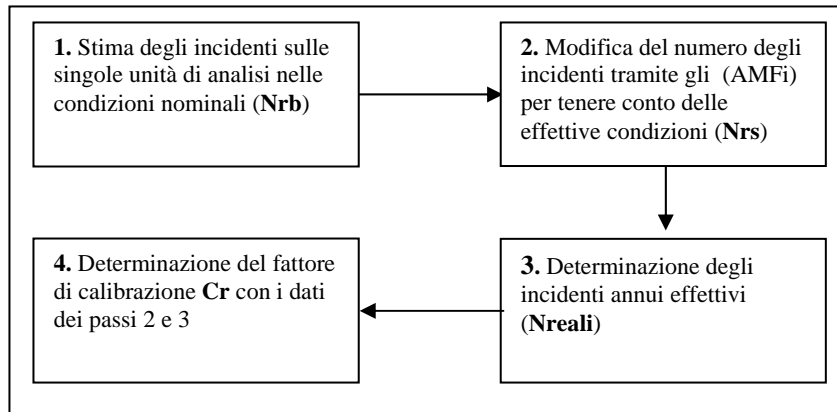 1. Stima degli incidenti sulle
singole unità di analisi nelle
condizioni nominali (Nrb)
2. Modifica del numero degli
incidenti tramite gli (AMFi)
per tenere conto delle
effettive condizioni (Nrs)
3. Determinazione degli
incidenti annui effettivi
(Nreali)
4. Determinazione del fattore
di calibrazione Cr con i dati
dei passi 2 e 3